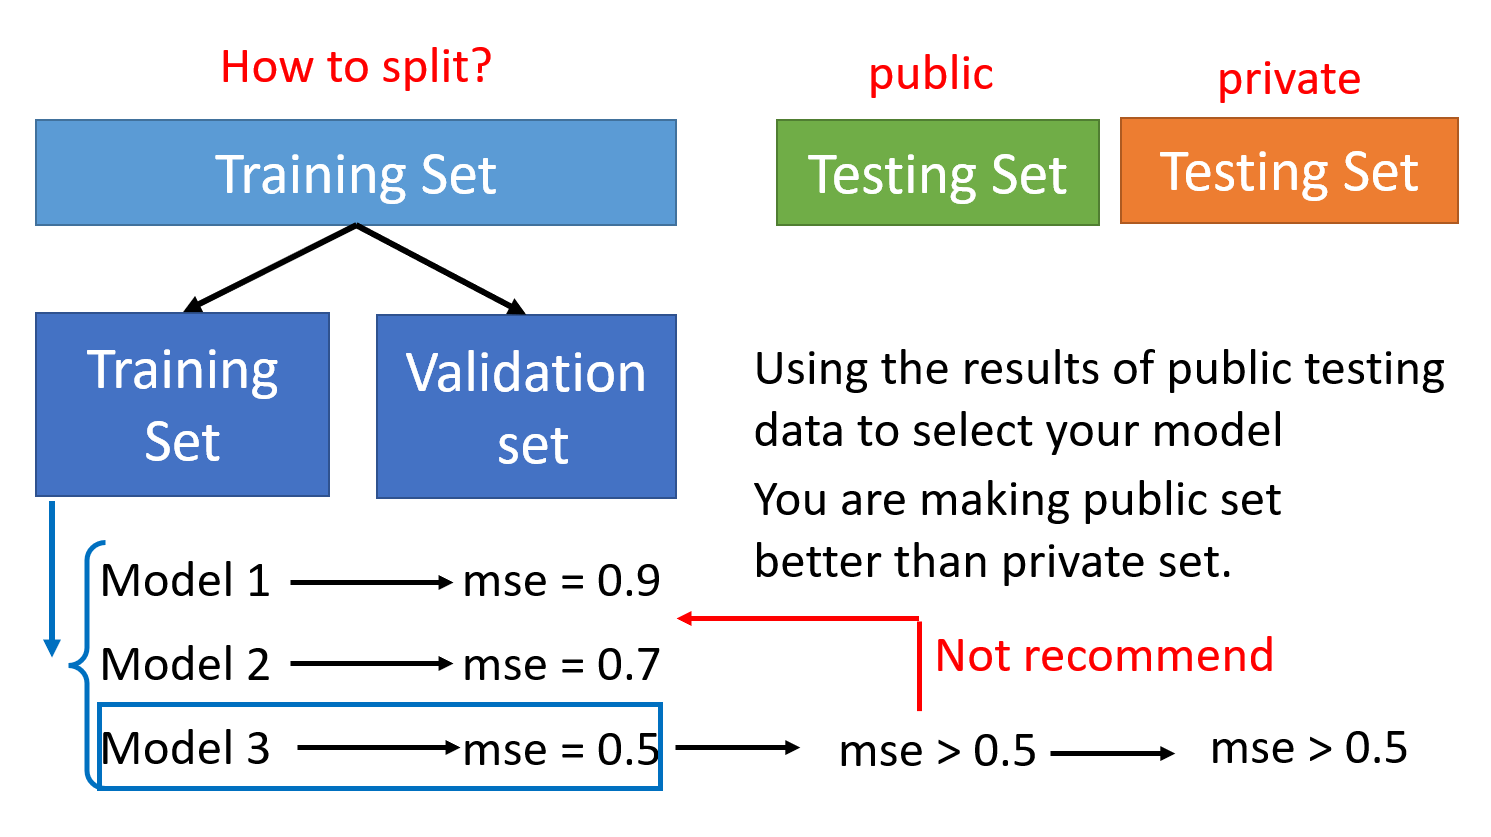 How to split?
public
private
Training Set
Testing Set
Testing Set
Training
Set
Validation
set
Using the results of public testing
data to select your model
You are making public set
better than private set.
Model 1
mse = 0.9
Model 2
mse = 0.7
Not recommend
Model 3
mse = 0.5
mse > 0.5
mse > 0.5